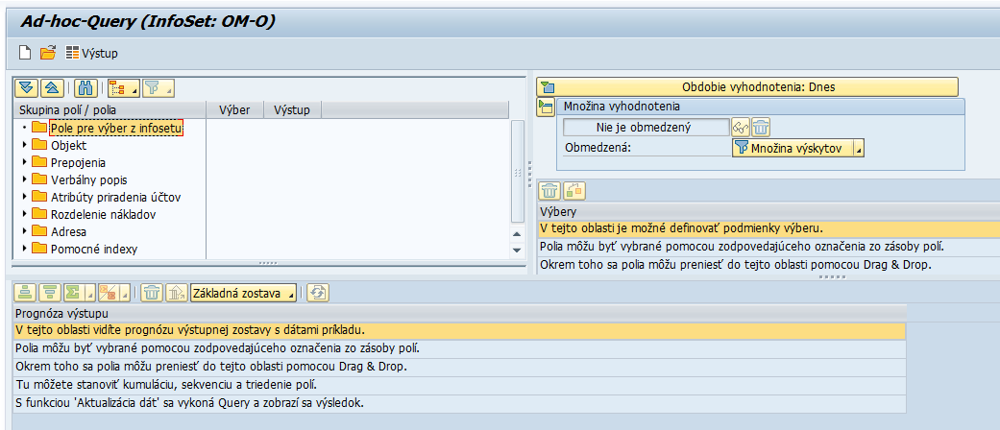 Ad-hoc-Query (InfoSet: OM-O)
Výstup
Skupina polí / polia Výber Výstup
Pole pre výber z infosetu
Objekt
Prepojenia
Verbálny popis
Atribúty priradenia účtov
Rozdelenie nákladov
Adresa
Pomocné indexy
Obdobie vyhodnotenia: Dnes
Množina vyhodnotenia
Nie je obmedzený
Obmedzená: Množina výskytov
Výbery
V tejto oblasti je možné definovať podmienky výberu.
Polia môžu byť vybrané pomocou zodpovedajúceho označenia zo zásoby polí.
Okrem toho sa polia môžu preniesť do tejto oblasti pomocou Drag & Drop.
Základná zostava
Prognóza výstupu
V tejto oblasti vidíte prognózu výstupnej zostavy s dátami príkladu.
Polia môžu byť vybrané pomocou zodpovedajúceho označenia zo zásoby polí.
Okrem toho sa polia môžu preniesť do tejto oblasti pomocou Drag & Drop.
Tu môžete stanoviť kumuláciu, sekvenciu a triedenie polí.
S funkciou 'Aktualizácia dát' sa vykoná Query a zobrazí sa výsledok.